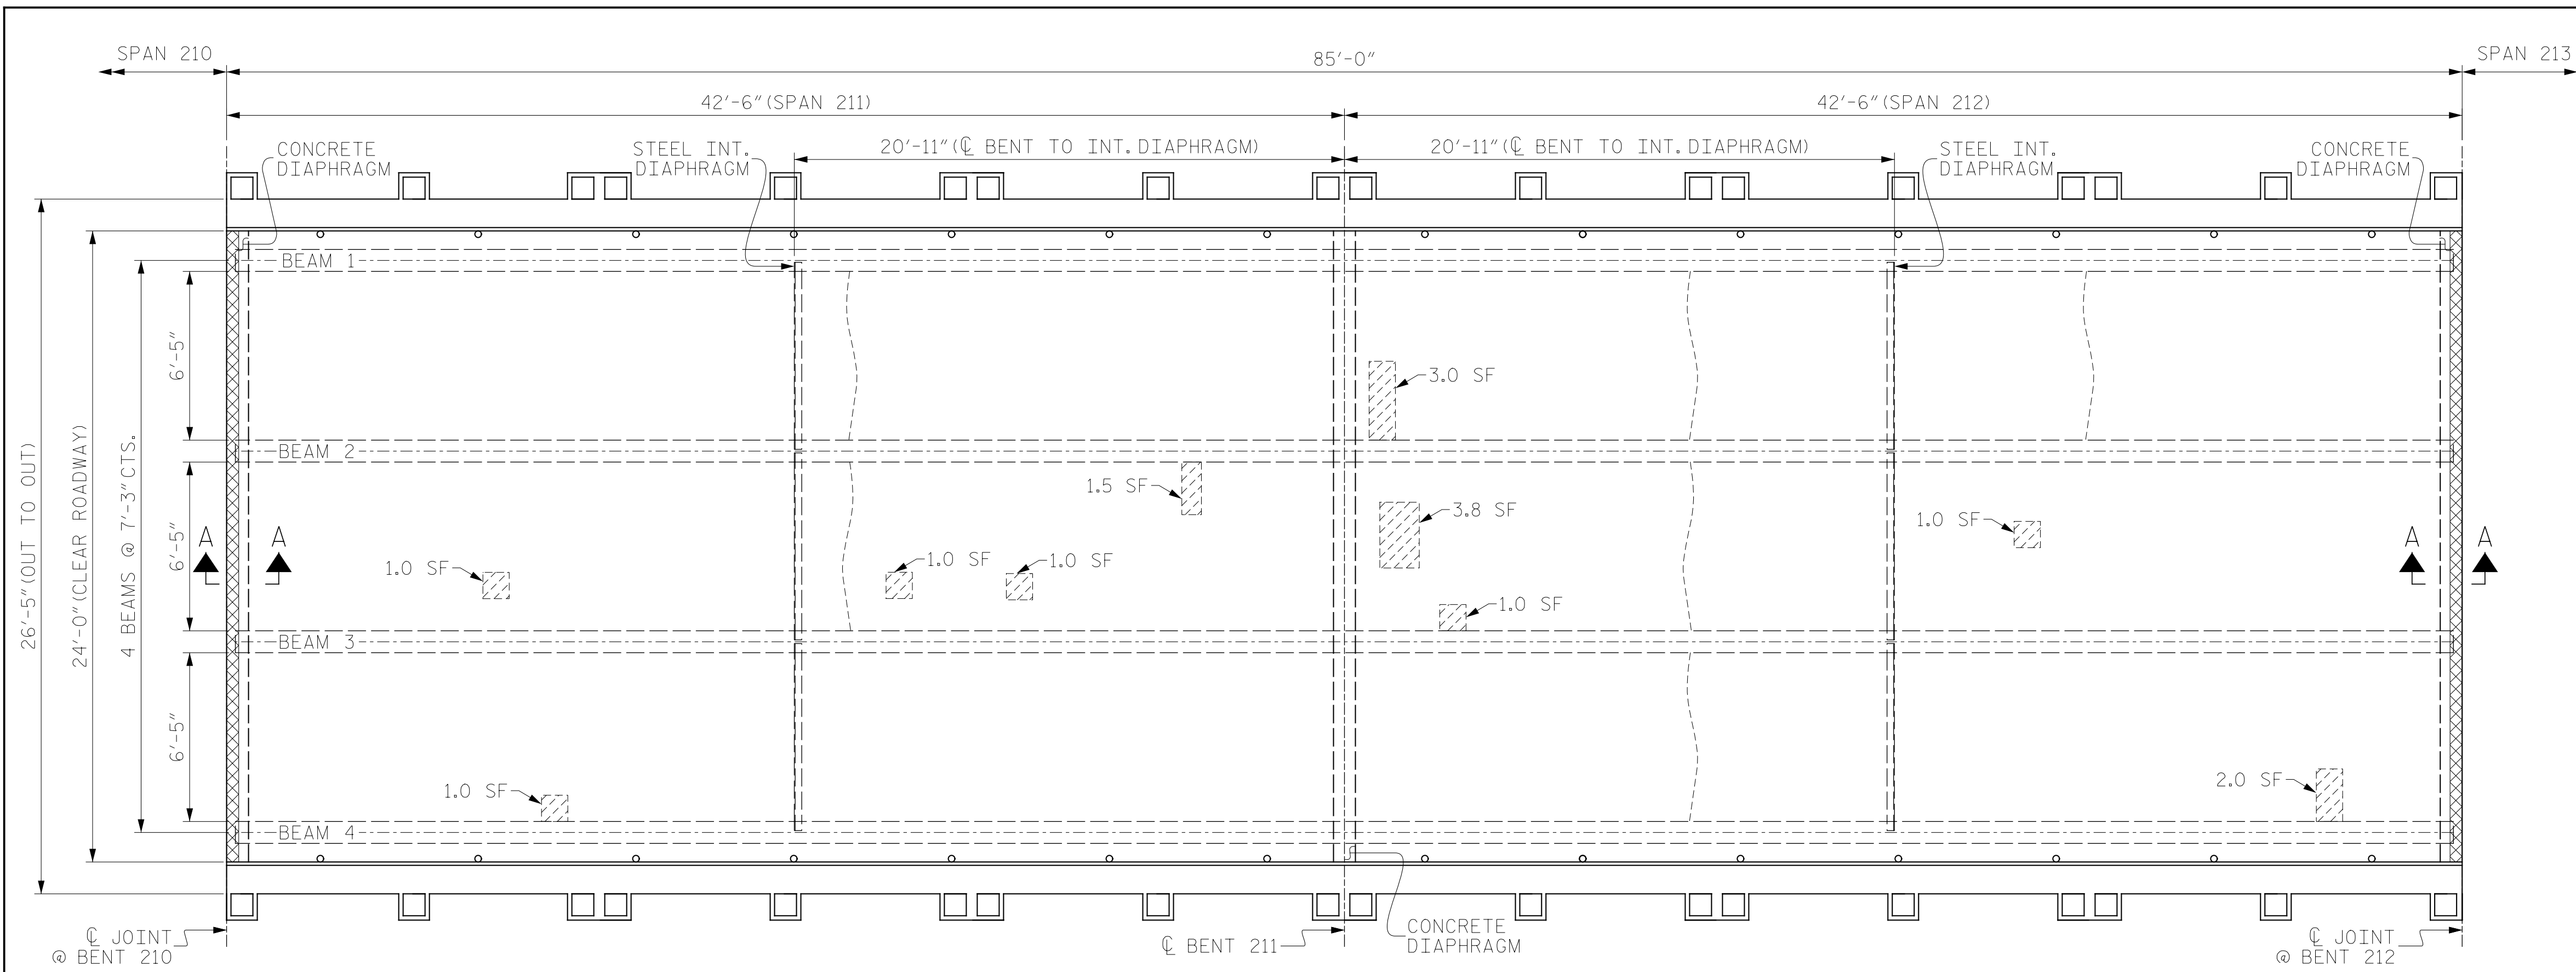 SPAN 210
85'-0"
SPAN 213
42'-6" (SPAN 211)
42'-6" (SPAN 212)
CONCRETE
DIAPHRAGM
STEEL INT.
DIAPHRAGM
20'-11" (℄ BENT TO INT. DIAPHRAGM)
20'-11" (℄ BENT TO INT. DIAPHRAGM)
STEEL INT.
DIAPHRAGM
CONCRETE
DIAPHRAGM
26'-5" (OUT TO OUT)
24'-0" (CLEAR ROADWAY)
4 BEAMS @ 7'-3" CTS.
6'-5"
6'-5"
6'-5"
BEAM 1
BEAM 2
BEAM 3
BEAM 4
3.0 SF
1.5 SF
3.8 SF
1.0 SF
1.0 SF
1.0 SF
1.0 SF
1.0 SF
1.0 SF
2.0 SF
A
A
A
A
℄ JOINT
@ BENT 210
℄ BENT 211
CONCRETE
DIAPHRAGM
℄ JOINT
@ BENT 212